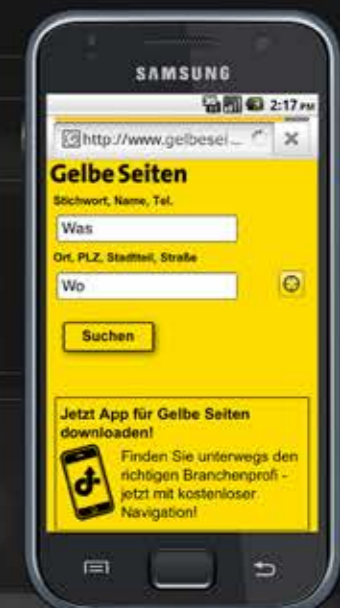 SAMSUNG
2:17 PM
http://www.gelbesei...
Gelbe Seiten
Stichwort, Name, Tel.
Was
Ort, PLZ, Stadtteil, Straße
Wo
Suchen
Jetzt App für Gelbe Seiten
downloaden!
Finden Sie unterwegs den
richtigen Branchenprofi -
jetzt mit kostenloser
Navigation!